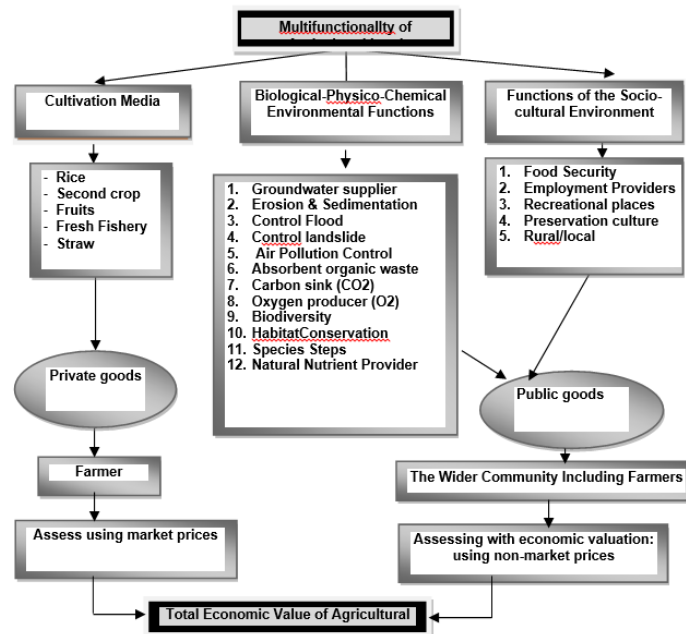 Multifunctionallty of
Cultivation Media
Biological-Physico-Chemical
Environmental Functions
Functions of the Socio-
cultural Environment
- Rice
- Second crop
- Fruits
- Fresh Fishery
- Straw
1. Groundwater supplier
2. Erosion & Sedimentation
3. Control Flood
4. Control landslide
5. Air Pollution Control
6. Absorbent organic waste
7. Carbon sink (CO2)
8. Oxygen producer (O2)
9. Biodiversity
10. HabitatConservation
11. Species Steps
12. Natural Nutrient Provider
1. Food Security
2. Employment Providers
3. Recreational places
4. Preservation culture
5. Rural/local
Private goods
Public goods
Farmer
The Wider Community Including Farmers
Assess using market prices
Assessing with economic valuation:
using non-market prices
Total Economic Value of Agricultural